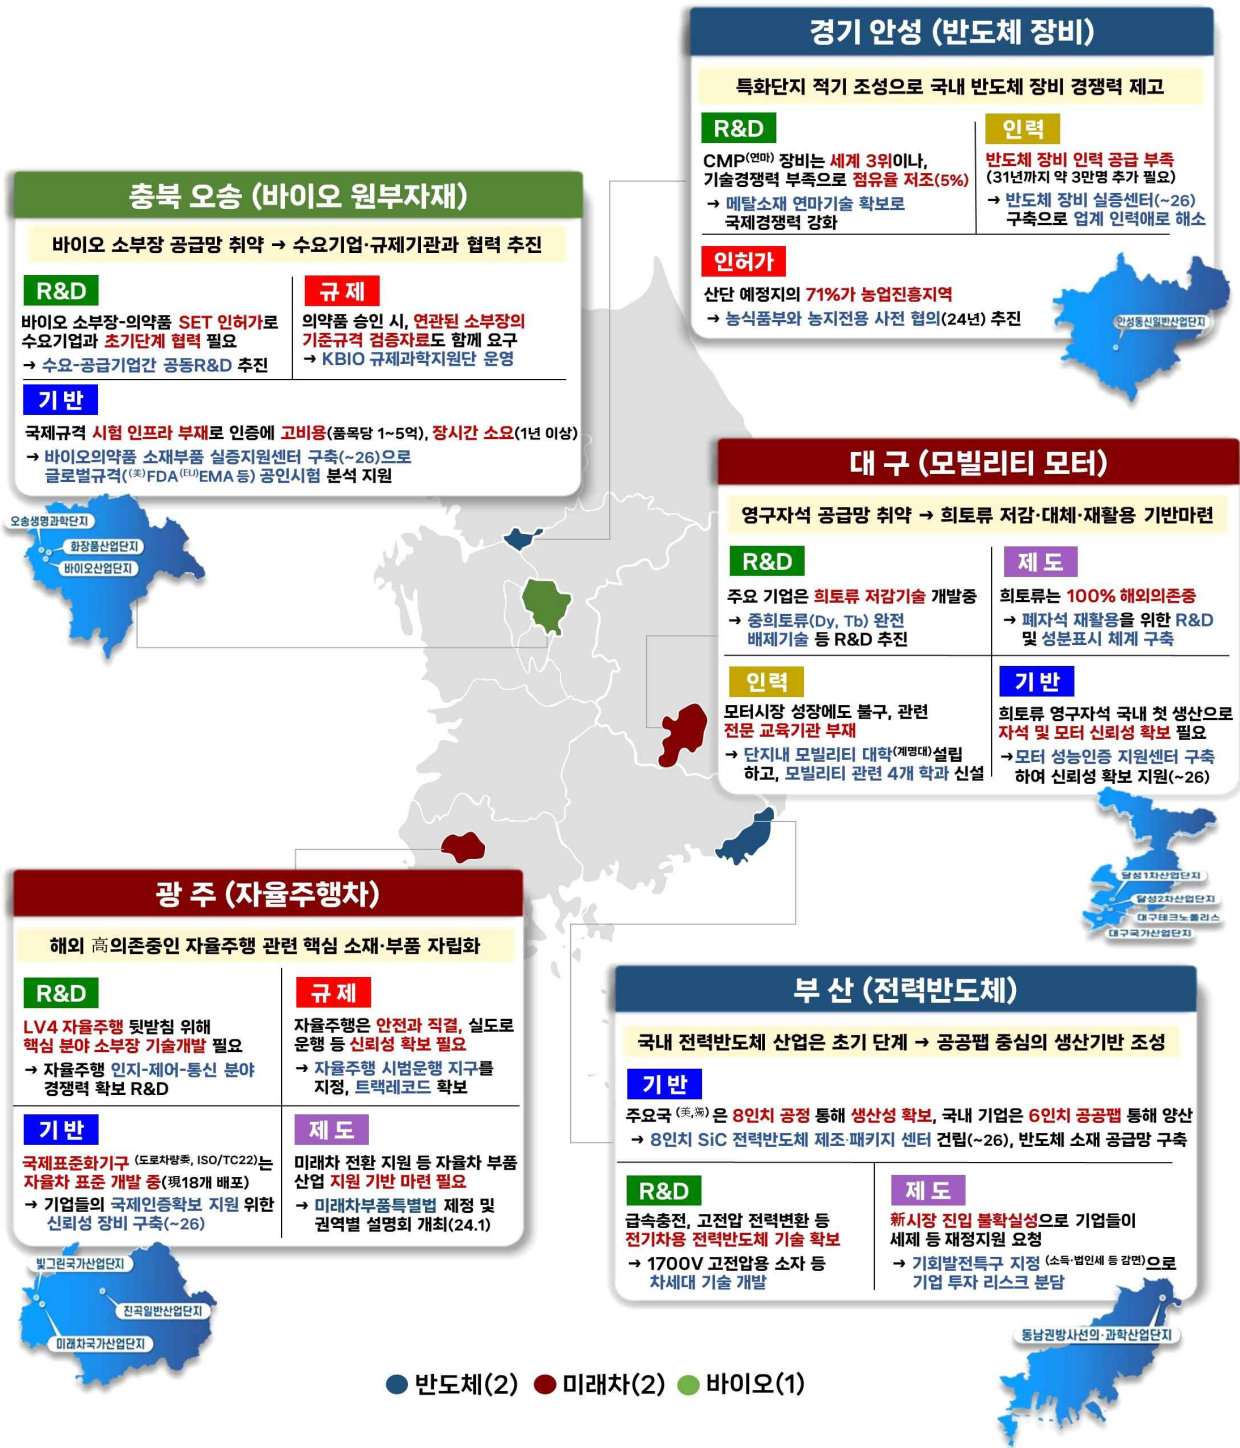 경기 안성 (반도체 장비)
특화단지 적기 조성으로 국내 반도체 장비 경쟁력 제고
R&D
CMP(연마) 장비는 세계 3위이나,
기술경쟁력 부족으로 점유율 저조(5%)
→ 메탈소재 연마기술 확보로
국제경쟁력 강화
인력
반도체 장비 인력 공급 부족
(31년까지 약 3만명 추가 필요)
→ 반도체 장비 실증센터(~26)
구축으로 업계 인력애로 해소
인허가
산단 예정지의 71%가 농업진흥지역
→ 농식품부와 농지전용 사전 협의(24년) 추진
안성동신일반산업단지
충북 오송 (바이오 원부자재)
바이오 소부장 공급망 취약 → 수요기업·규제기관과 협력 추진
R&D
바이오 소부장-의약품 SET 인허가로
수요기업과 초기단계 협력 필요
→ 수요-공급기업간 공동R&D 추진
규 제
의약품 승인 시, 연관된 소부장의
기준규격 검증자료도 함께 요구
→ KBIO 규제과학지원단 운영
기 반
국제규격 시험 인프라 부재로 인증에 고비용(품목당 1~5억), 장시간 소요(1년 이상)
→ 바이오의약품 소재부품 실증지원센터 구축(~26)으로
글로벌규격((美)FDA(EU)EMA 등) 공인시험 분석 지원
오송생명과학단지
화장품산업단지
바이오산업단지
대 구 (모빌리티 모터)
영구자석 공급망 취약 → 희토류 저감·대체·재활용 기반마련
R&D
주요 기업은 희토류 저감기술 개발중
→ 중희토류(Dy, Tb) 완전
배제기술 등 R&D 추진
제 도
희토류는 100% 해외의존중
→ 폐자석 재활용을 위한 R&D
및 성분표시 체계 구축
인력
모터시장 성장에도 불구, 관련
전문 교육기관 부재
→ 단지내 모빌리티 대학(계명대)설립
하고, 모빌리티 관련 4개 학과 신설
기 반
희토류 영구자석 국내 첫 생산으로
자석 및 모터 신뢰성 확보 필요
→모터 성능인증 지원센터 구축
하여 신뢰성 확보 지원(~26)
달성1차산업단지
달성2차산업단지
대구테크노폴리스
대구국가산업단지
광 주 (자율주행차)
해외 高의존중인 자율주행 관련 핵심 소재·부품 자립화
R&D
LV4 자율주행 뒷받침 위해
핵심 분야 소부장 기술개발 필요
→ 자율주행 인지-제어-통신 분야
경쟁력 확보 R&D
규 제
자율주행은 안전과 직결, 실도로
운행 등 신뢰성 확보 필요
→ 자율주행 시범운행 지구를
지정, 트랙레코드 확보
기 반
국제표준화기구 (도로차량委, ISO/TC22)는
자율차 표준 개발 중(現18개 배포)
→ 기업들의 국제인증확보 지원 위한
신뢰성 장비 구축(~26)
제 도
미래차 전환 지원 등 자율차 부품
산업 지원 기반 마련 필요
→ 미래차부품특별법 제정 및
권역별 설명회 개최(24.1)
빛그린국가산업단지
진곡일반산업단지
미래차국가산업단지
부 산 (전력반도체)
국내 전력반도체 산업은 초기 단계 → 공공팹 중심의 생산기반 조성
기 반
주요국 (美,獨) 은 8인치 공정 통해 생산성 확보, 국내 기업은 6인치 공공팹 통해 양산
→ 8인치 SiC 전력반도체 제조·패키지 센터 건립(~26), 반도체 소재 공급망 구축
R&D
급속충전, 고전압 전력변환 등
전기차용 전력반도체 기술 확보
→ 1700V 고전압용 소자 등
차세대 기술 개발
제 도
新시장 진입 불확실성으로 기업들이
세제 등 재정지원 요청
→ 기회발전특구 지정 (소득·법인세 등 감면)으로
기업 투자 리스크 분담
동남권방사선의·과학산업단지
반도체(2) 미래차(2) 바이오(1)